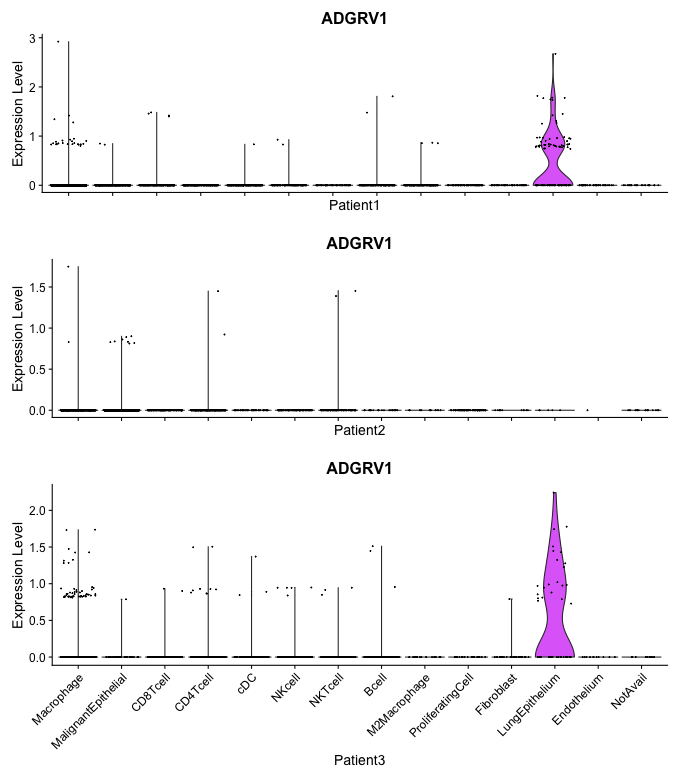 ADGRV1
Expression Level
3
2
1
0
Patient1
ADGRV1
Expression Level
1.5
1.0
0.5
0.0
Patient2
ADGRV1
Expression Level
2.0
1.5
1.0
0.5
0.0
Macrophage
MalignantEpithelial
CD8Tcell
CD4Tcell
cDC
NKcell
NKTcell
Bcell
M2Macrophage
ProliferatingCell
Fibroblast
LungEpithelium
Endothelium
NotAvail
Patient3